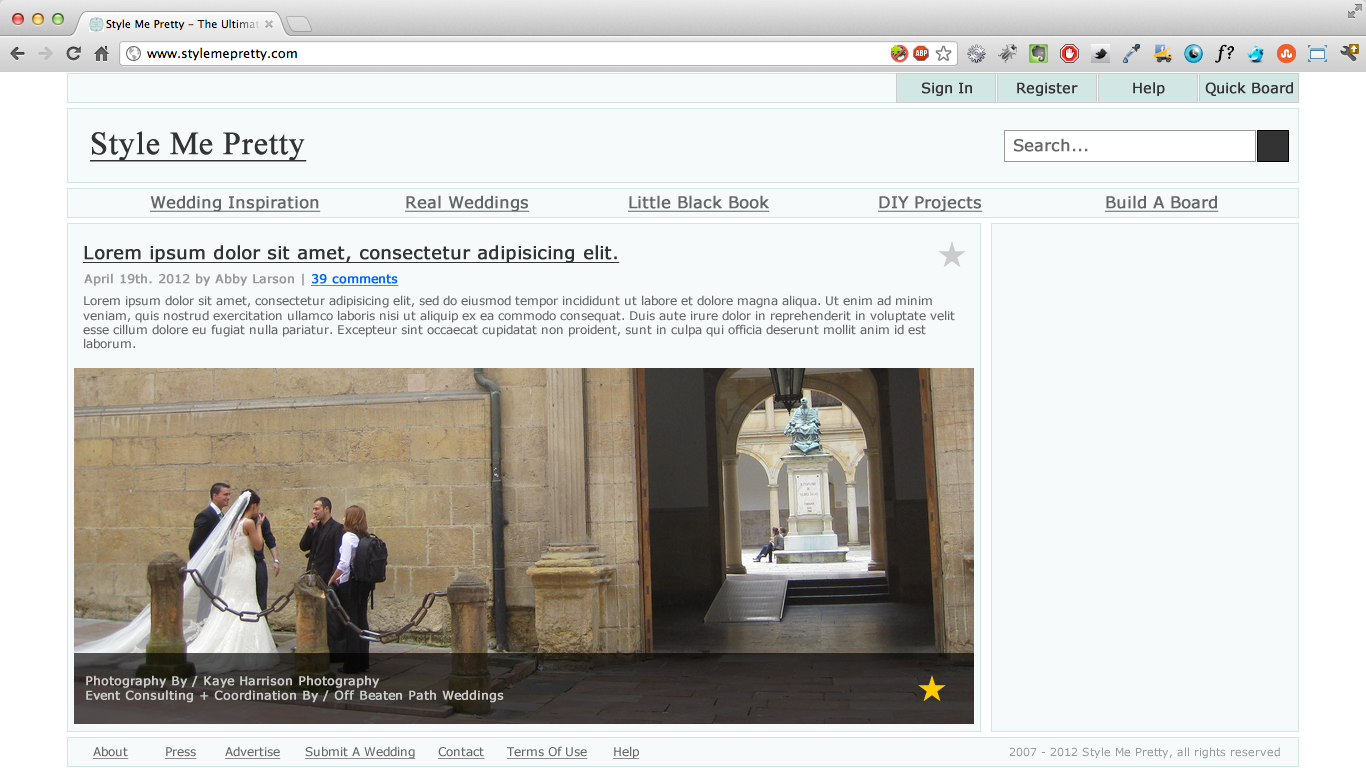 Style Me Pretty – The Ultimat
www.stylemepretty.com
ABP
f?
Sign In Register Help Quick Board
Style Me Pretty
Search...
Wedding Inspiration Real Weddings Little Black Book DIY Projects Build A Board
Lorem ipsum dolor sit amet, consectetur adipisicing elit.
April 19th. 2012 by Abby Larson | 39 comments
Lorem ipsum dolor sit amet, consectetur adipisicing elit, sed do eiusmod tempor incididunt ut labore et dolore magna aliqua. Ut enim ad minim
veniam, quis nostrud exercitation ullamco laboris nisi ut aliquip ex ea commodo consequat. Duis aute irure dolor in reprehenderit in voluptate velit
esse cillum dolore eu fugiat nulla pariatur. Excepteur sint occaecat cupidatat non proident, sunt in culpa qui officia deserunt mollit anim id est
laborum.
Photography By / Kaye Harrison Photography
Event Consulting + Coordination By / Off Beaten Path Weddings
About Press Advertise Submit A Wedding Contact Terms Of Use Help 2007 - 2012 Style Me Pretty, all rights reserved